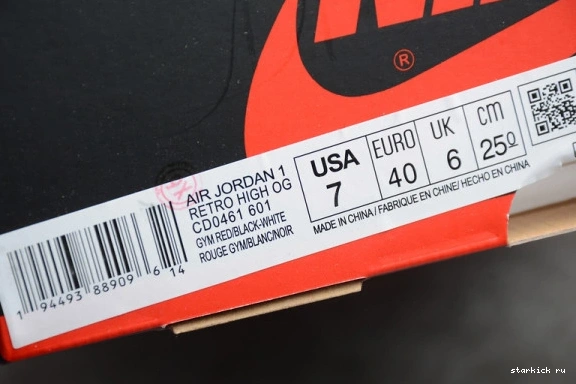 NIKE
®
AIR JORDAN 1
RETRO HIGH OG
CD0461 601
GYM RED/BLACK-WHITE
ROUGE GYM/BLANC/NOIR
USA
7
EURO
40
UK
6
cm
25º
MADE IN CHINA / FABRIQUE EN CHINE/ HECHO EN CHINA
1 94493 88909 6 14
starkick ru